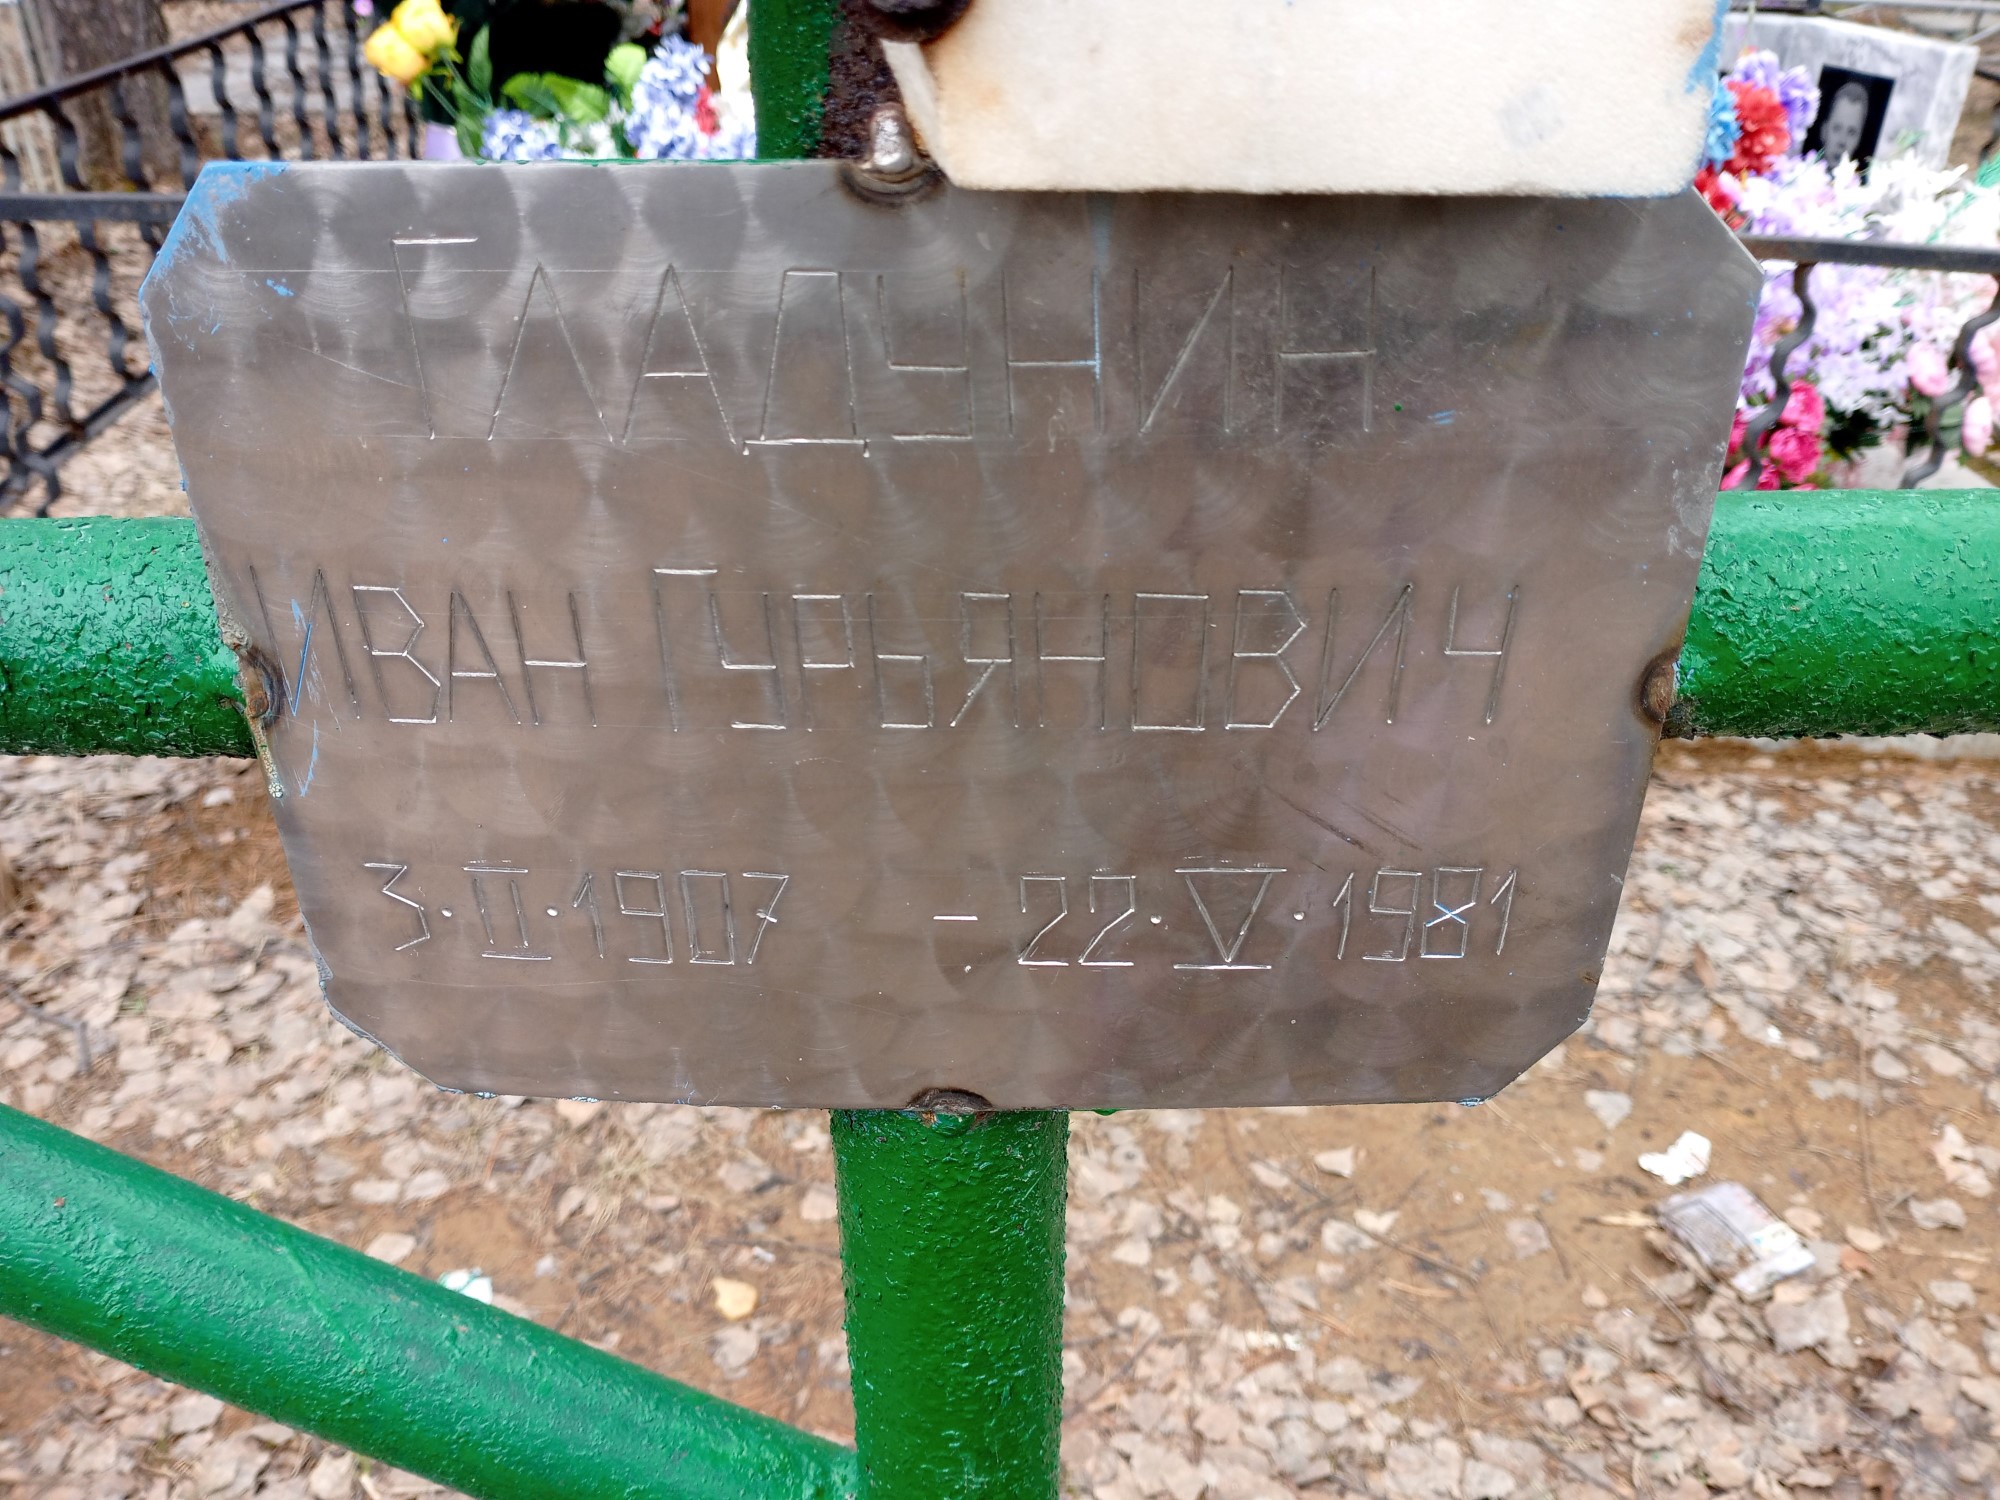 Гладунин
Иван Гурьянович
3·II·1907 – 22·V·1981